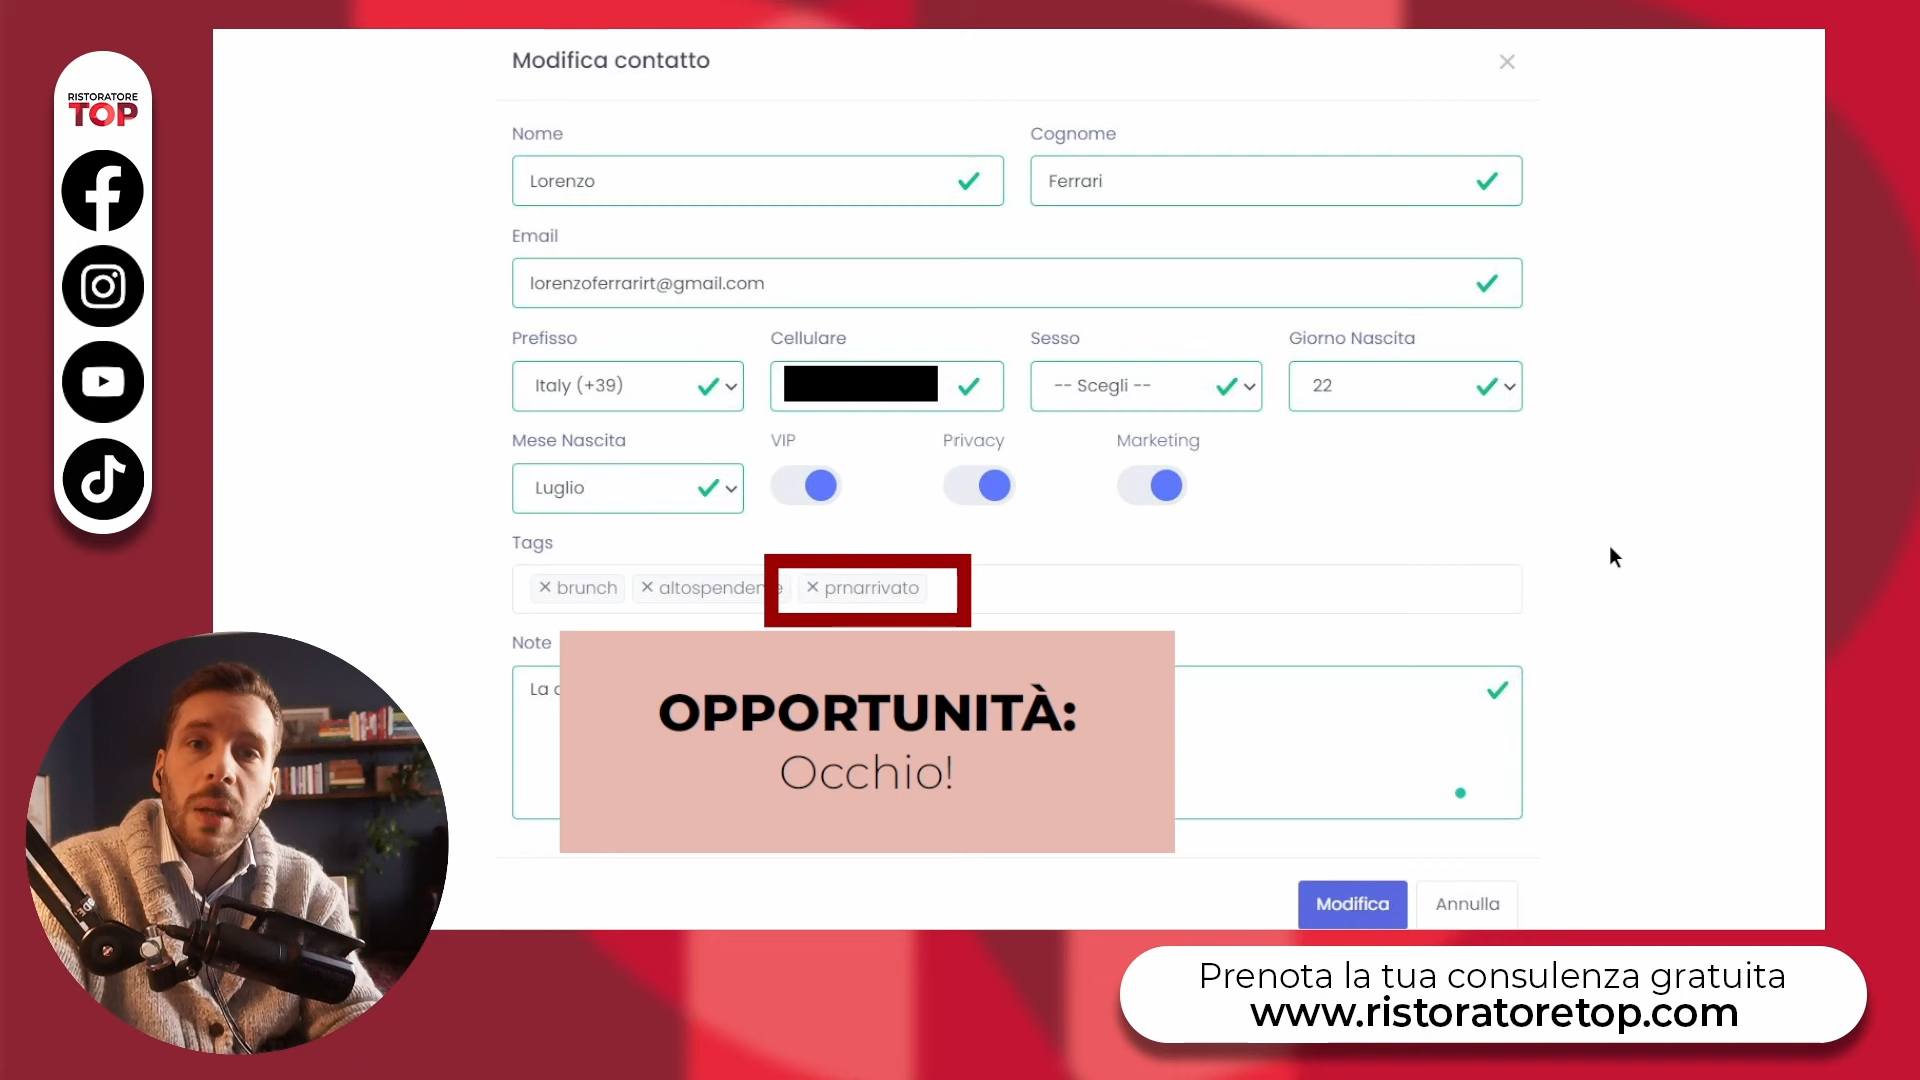 RISTORATORE
TOP
Modifica contatto
Nome
Cognome
Lorenzo
Ferrari
Email
lorenzoferrarirt@gmail.com
Prefisso
Cellulare
Sesso
Giorno Nascita
Italy (+39)
-- Scegli --
22
Mese Nascita
VIP
Privacy
Marketing
Luglio
Tags
× brunch
× altospendente
× prnarrivato
Note
La
OPPORTUNITÀ:
Occhio!
Modifica
Annulla
Prenota la tua consulenza gratuita
www.ristoratoretop.com